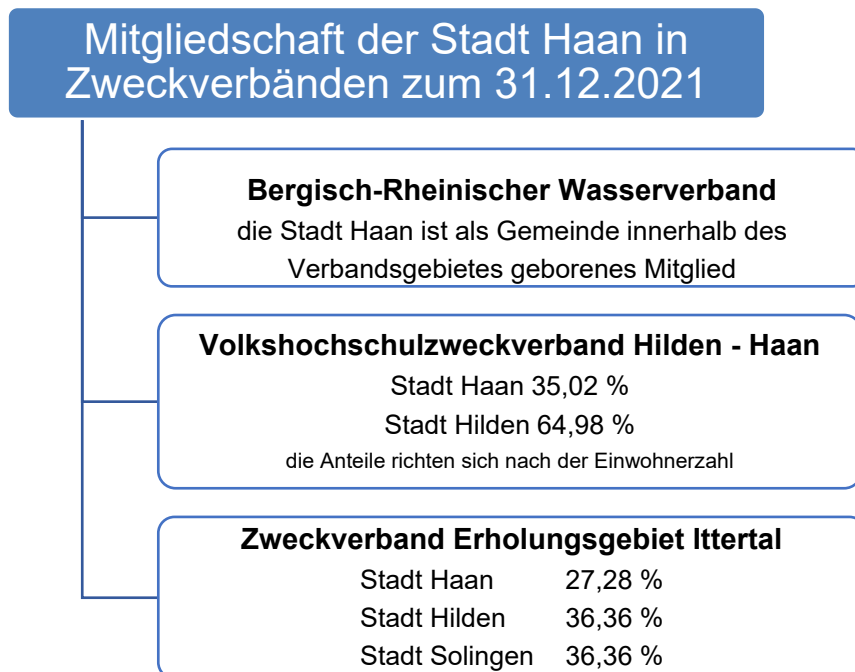 Mitgliedschaft der Stadt Haan in
Zweckverbänden zum 31.12.2021
Bergisch-Rheinischer Wasserverband
die Stadt Haan ist als Gemeinde innerhalb des
Verbandsgebietes geborenes Mitglied
Volkshochschulzweckverband Hilden - Haan
Stadt Haan 35,02 %
Stadt Hilden 64,98 %
die Anteile richten sich nach der Einwohnerzahl
Zweckverband Erholungsgebiet Ittertal
Stadt Haan 27,28 %
Stadt Hilden 36,36 %
Stadt Solingen 36,36 %